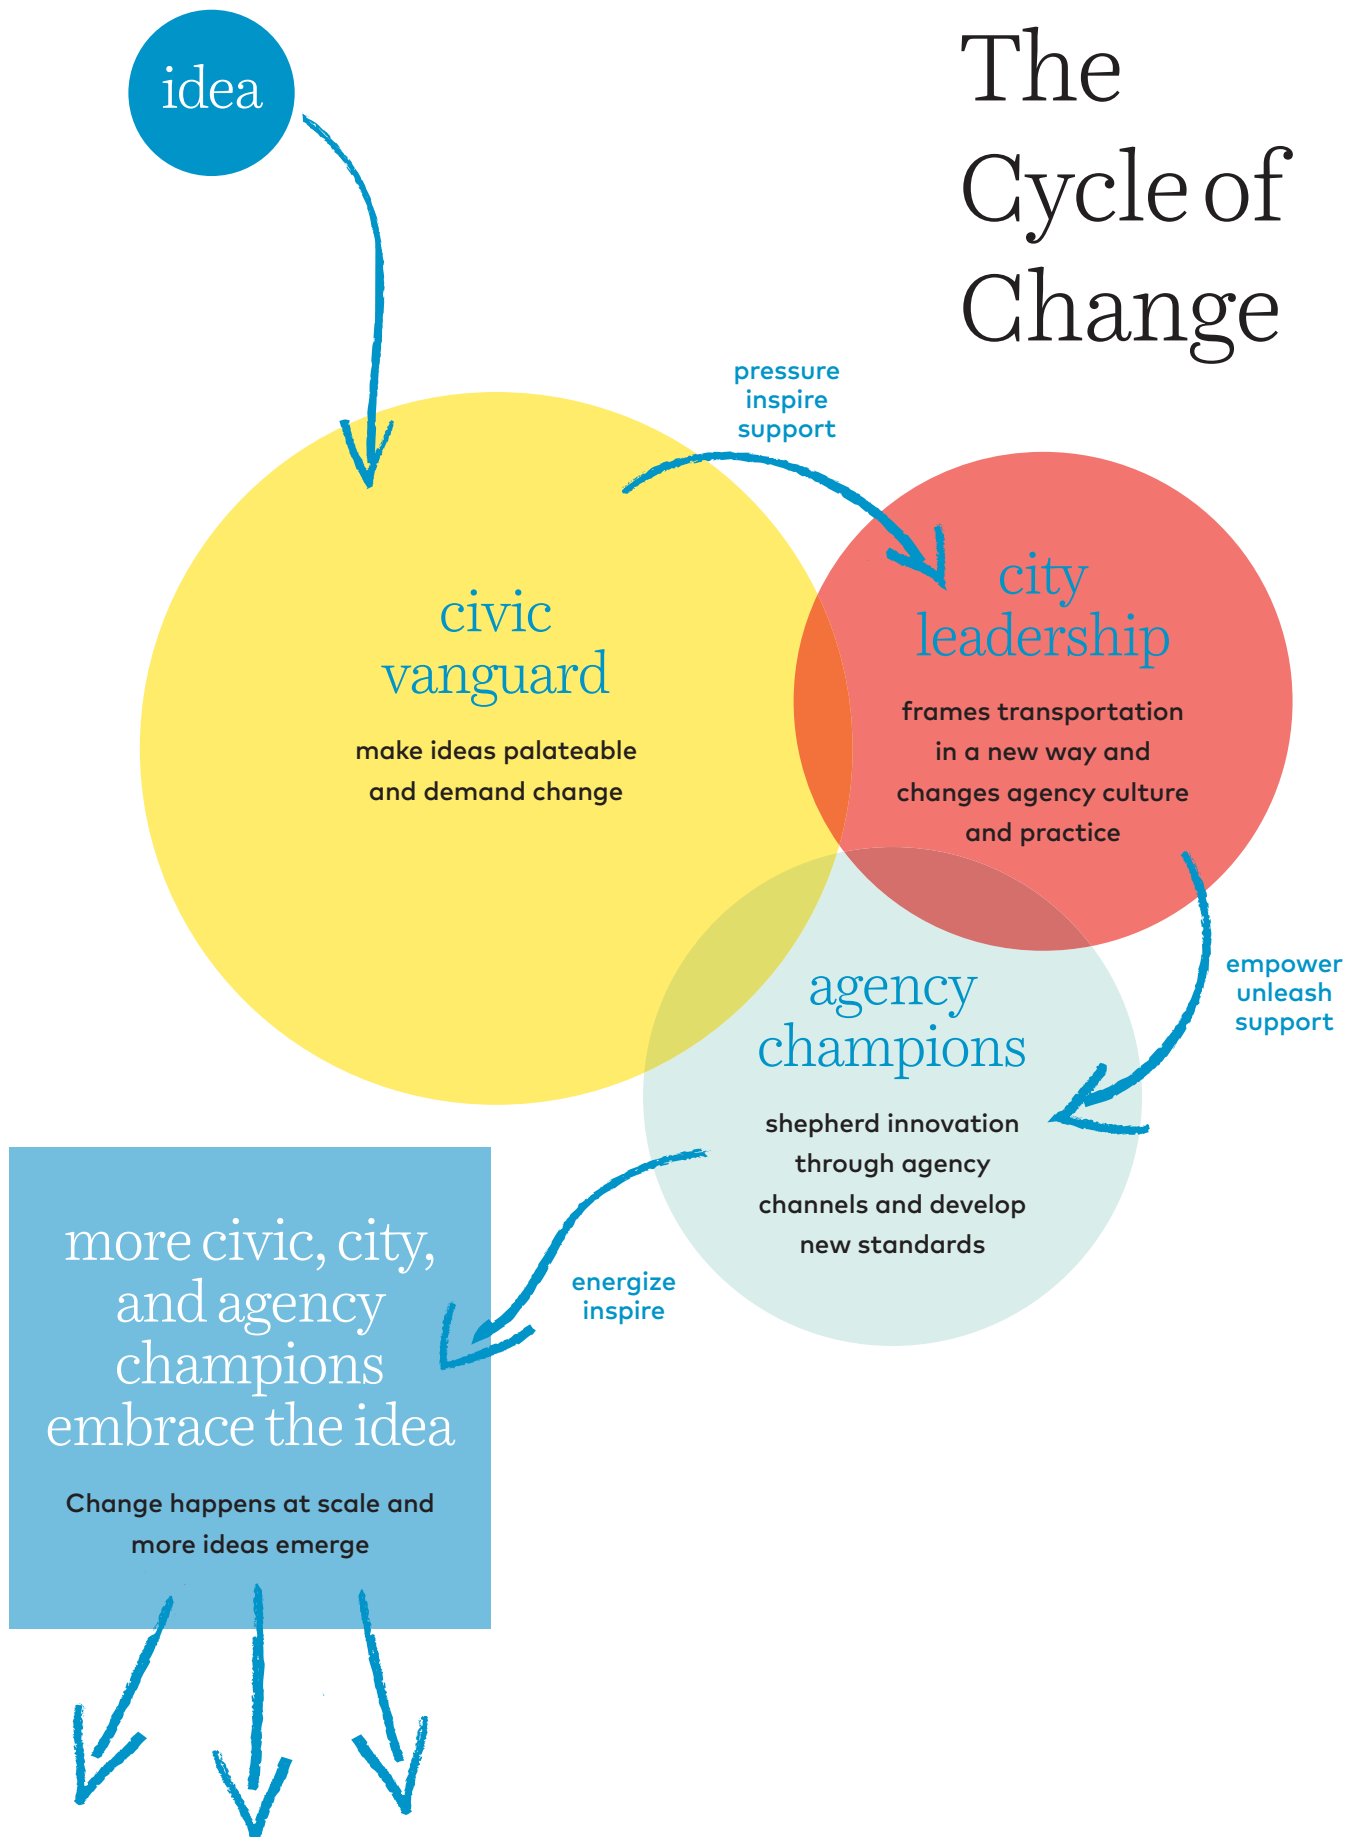 idea
The
Cycle of
Change
pressure
inspire
support
civic
vanguard
make ideas palateable
and demand change
city
leadership
frames transportation
in a new way and
changes agency culture
and practice
empower
unleash
support
agency
champions
shepherd innovation
through agency
channels and develop
new standards
energize
inspire
more civic, city,
and agency
champions
embrace the idea
Change happens at scale and
more ideas emerge